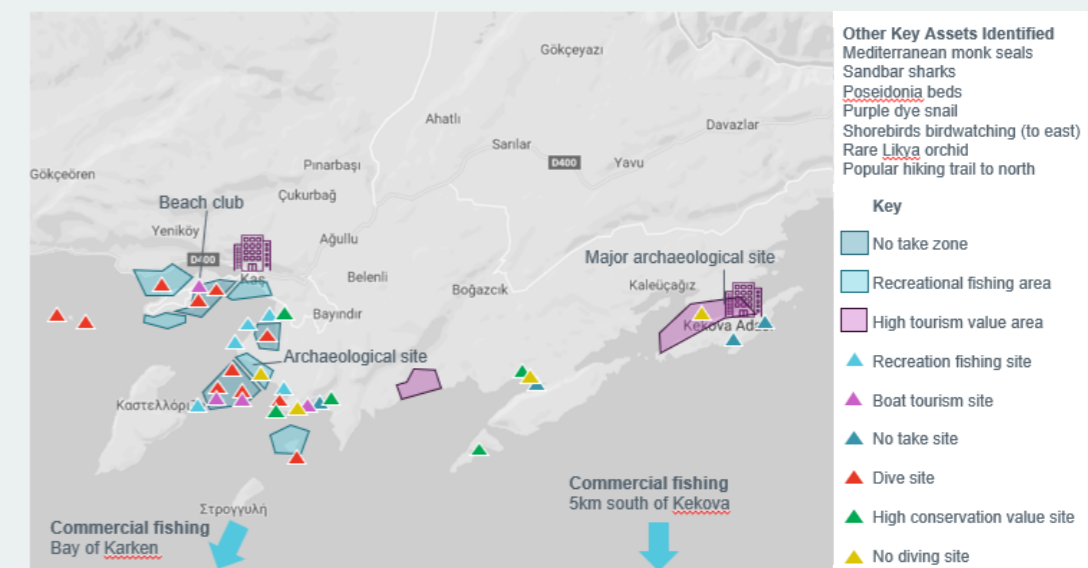 Gökçeyazı
Ahatlı
Davazlar
Sarılar
D400
Yavu
Pınarbaşı
Gökçeören
Çukurbağ
Beach club
Yeniköy
Ağullu
D400
Major archaeological site
Kaş
Belenli
Boğazcık
Kaleüçağız
Bayındır
Kekova Ada
Archaeological site
Καστελλόρι
Στρογγυλή
Commercial fishing
Bay of Karken
Commercial fishing
5km south of Kekova
Other Key Assets Identified
Mediterranean monk seals
Sandbar sharks
Poseidonia beds
Purple dye snail
Shorebirds birdwatching (to east)
Rare Likya orchid
Popular hiking trail to north
Key
No take zone
Recreational fishing area
High tourism value area
Recreation fishing site
Boat tourism site
No take site
Dive site
High conservation value site
No diving site